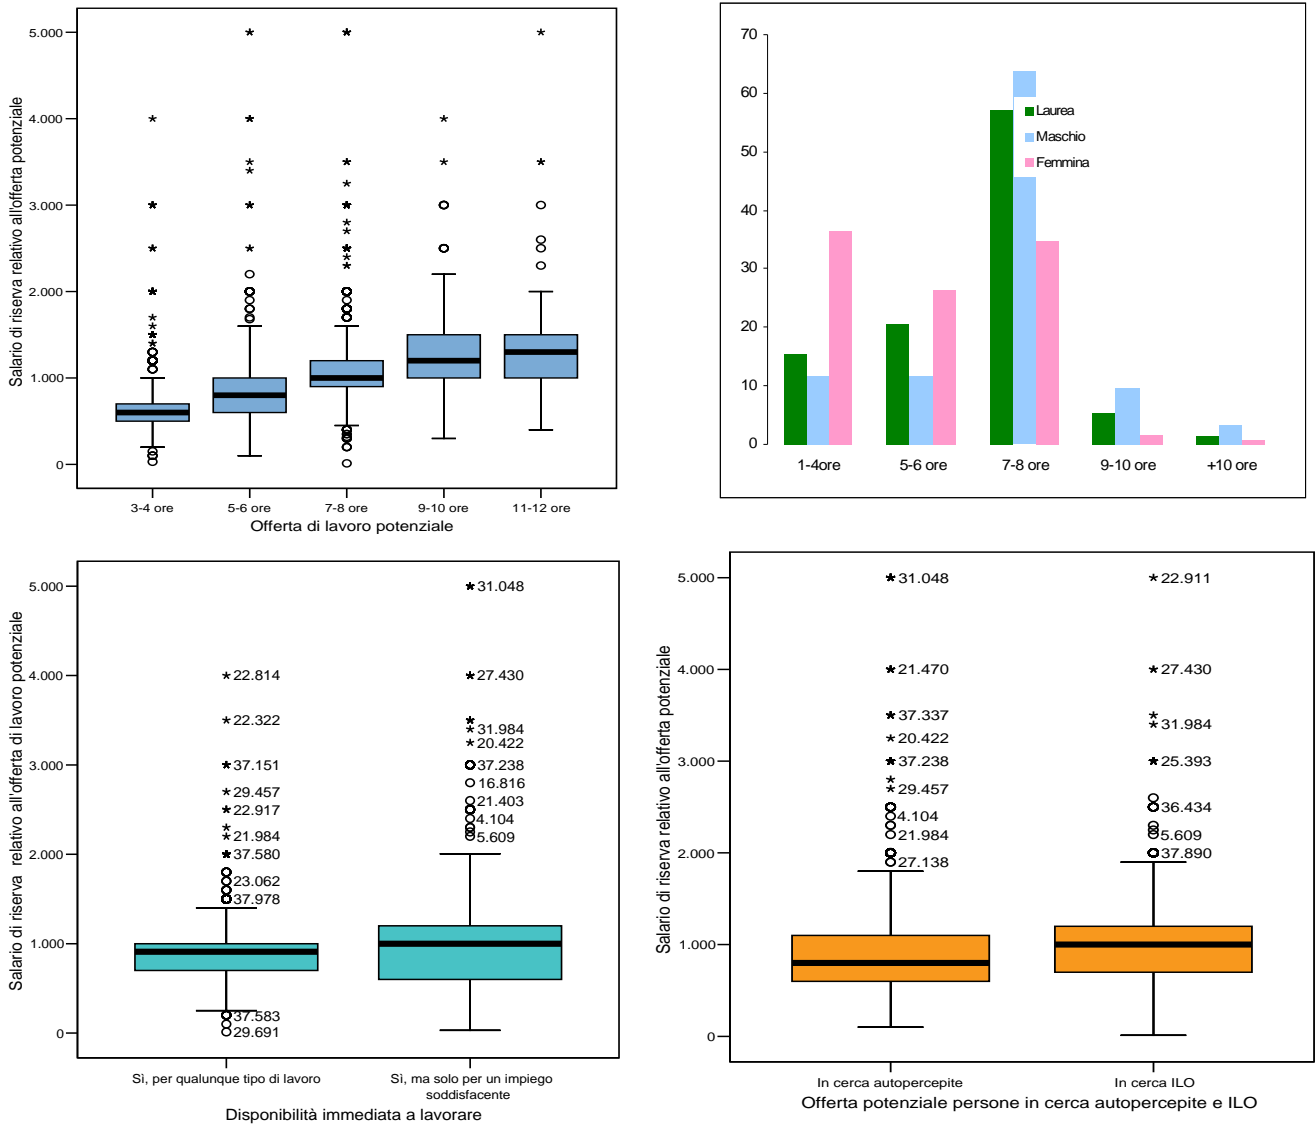 Salario di riserva relativo all'offerta potenziale
5.000
4.000
3.000
2.000
1.000
0
3-4 ore
5-6 ore
7-8 ore
9-10 ore
11-12 ore
Offerta di lavoro potenziale
70
60
50
40
30
20
10
0
Laurea
Maschio
Femmina
1-4ore
5-6 ore
7-8 ore
9-10 ore
+10 ore
Salario di riserva relativo all'offerta di lavoro potenziale
5.000
4.000
3.000
2.000
1.000
0
22.814
22.322
37.151
29.457
22.917
21.984
37.580
23.062
37.978
37.583
29.691
31.048
27.430
31.984
20.422
37.238
16.816
21.403
4.104
5.609
Sì, per qualunque tipo di lavoro
Sì, ma solo per un impiego
soddisfacente
Disponibilità immediata a lavorare
Salario di riserva relativo all'offerta potenziale
5.000
4.000
3.000
2.000
1.000
0
31.048
21.470
37.337
20.422
37.238
29.457
4.104
21.984
27.138
22.911
27.430
31.984
25.393
36.434
5.609
37.890
In cerca autopercepite
In cerca ILO
Offerta potenziale persone in cerca autopercepite e ILO